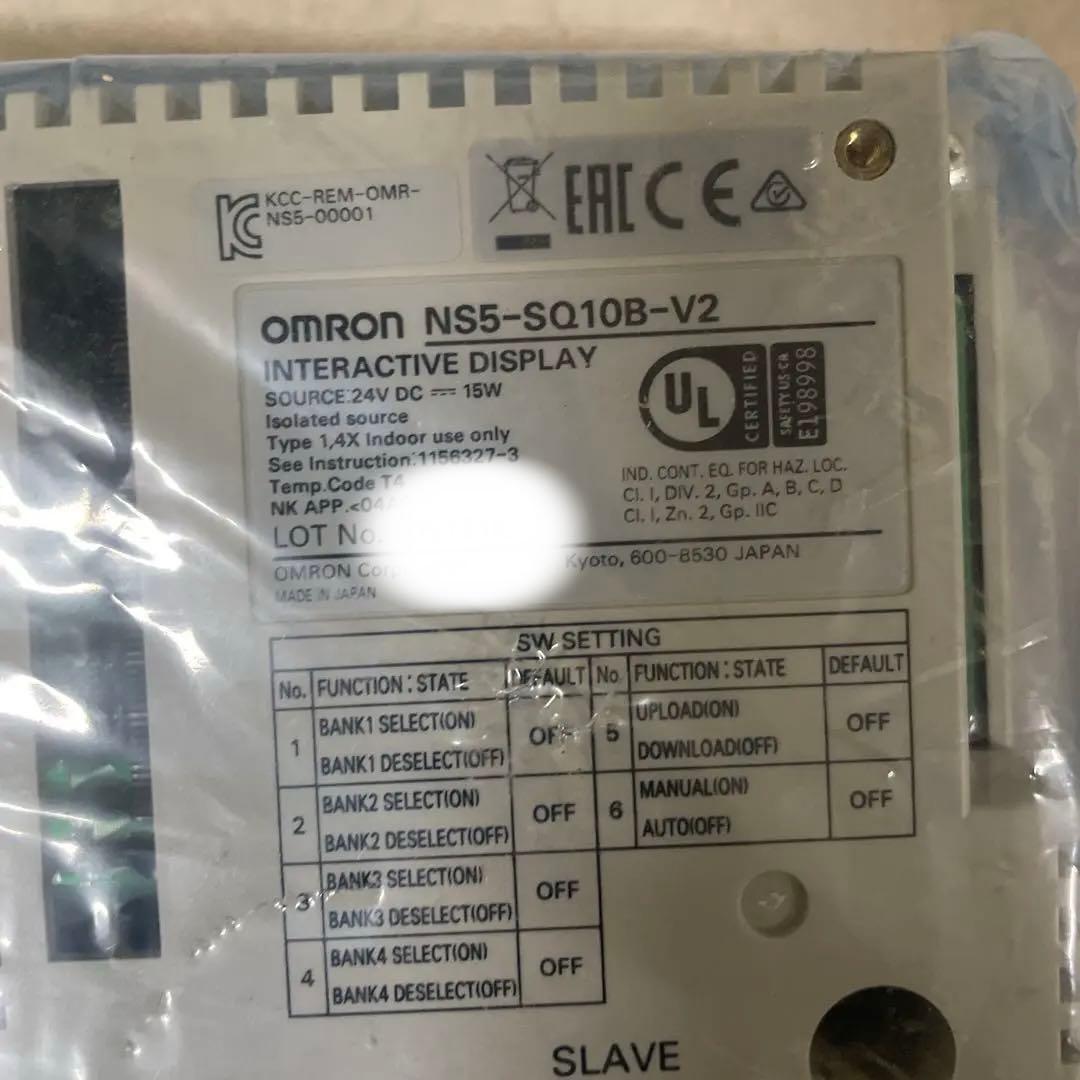 KCC-REM-OMR-
NS5-00001
EAC CE
OMRON NS5-SQ10B-V2
INTERACTIVE DISPLAY
SOURCE:24V DC 15W
Isolated source
Type 1,4X Indoor use only
See Instruction:1156327-3
Temp.Code T4
NK APP.<04
LOT No.
OMRON Corp
Kyoto, 600-8530 JAPAN
MADE IN JAPAN
UL CERTIFIED
SAFETY US-CA
E198998
IND. CONT. EQ. FOR HAZ. LOC.
Cl. I, DIV. 2, Gp. A, B, C, D
Cl. I, Zn. 2, Gp. IIC
SW SETTING
No. FUNCTION : STATE DEFAULT No. FUNCTION : STATE DEFAULT
1 BANK1 SELECT(ON) OFF 5 UPLOAD(ON) OFF
BANK1 DESELECT(OFF) DOWNLOAD(OFF)
2 BANK2 SELECT(ON) OFF 6 MANUAL(ON) OFF
BANK2 DESELECT(OFF) AUTO(OFF)
3 BANK3 SELECT(ON) OFF
BANK3 DESELECT(OFF)
4 BANK4 SELECT(ON) OFF
BANK4 DESELECT(OFF)
SLAVE